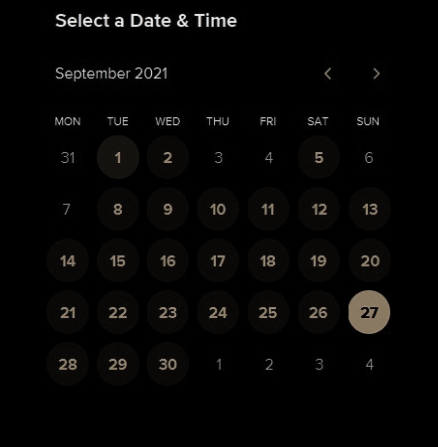 Select a Date & Time
September 2021
MON TUE WED THU FRI SAT SUN
31 1 2 3 4 5 6
7 8 9 10 11 12 13
14 15 16 17 18 19 20
21 22 23 24 25 26 27
28 29 30 1 2 3 4